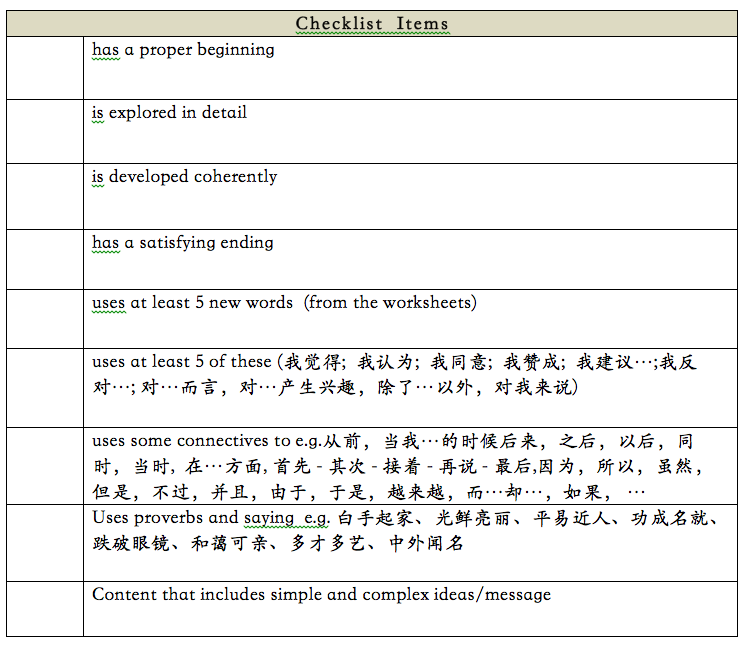 Checklist Items
has a proper beginning
is explored in detail
is developed coherently
has a satisfying ending
uses at least 5 new words (from the worksheets)
uses at least 5 of these (我觉得; 我认为; 我同意; 我赞成; 我建议…;我反
对…; 对…而言，对…产生兴趣，除了…以外，对我来说)
uses some connectives to e.g.从前，当我…的时候后来，之后，以后，同
时，当时, 在…方面, 首先 - 其次 - 接着 - 再说 - 最后,因为，所以，虽然，
但是，不过，并且，由于，于是，越来越，而…却…，如果， …
Uses proverbs and saying e.g. 白手起家、光鲜亮丽、平易近人、功成名就、
跌破眼镜、和蔼可亲、多才多艺、中外闻名
Content that includes simple and complex ideas/message